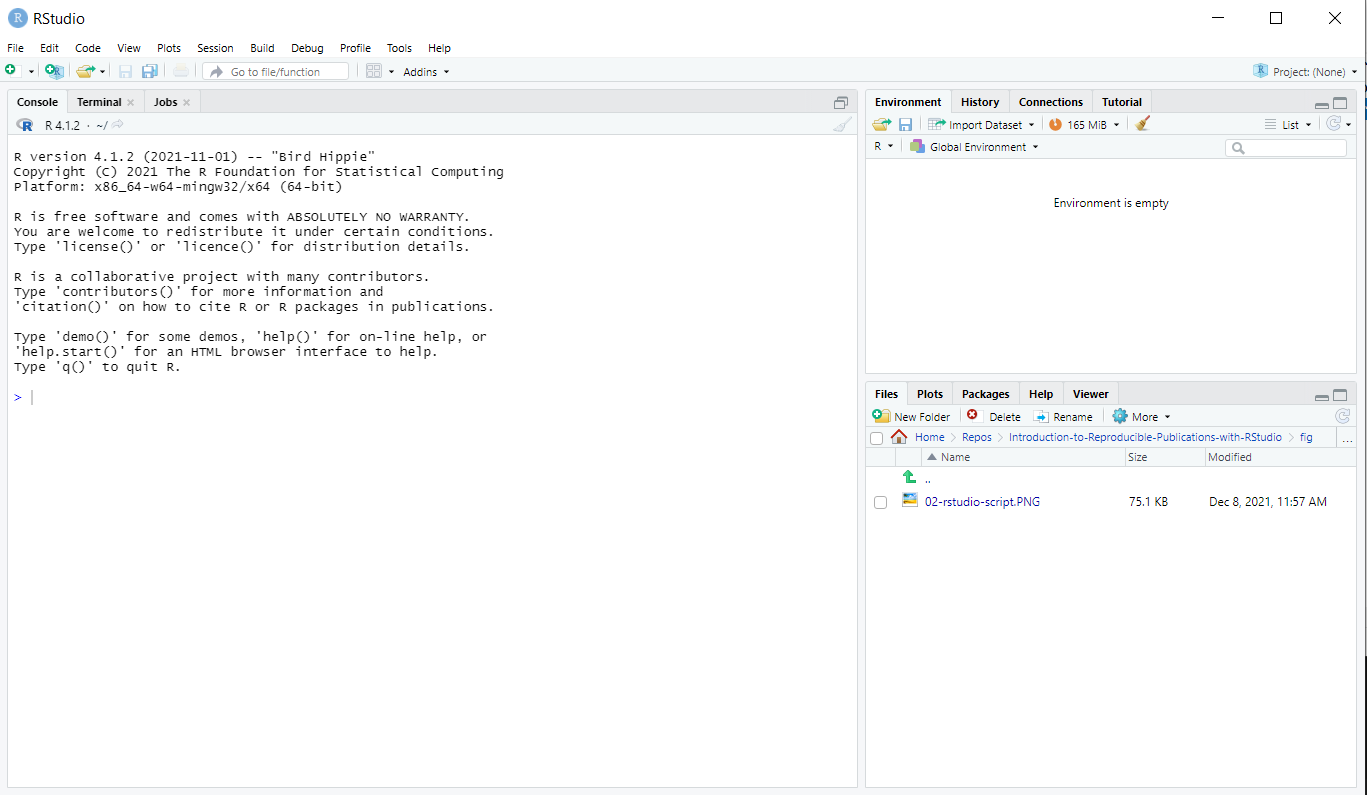 RStudio
File Edit Code View Plots Session Build Debug Profile Tools Help
Go to file/function Addins Project: (None)
Console Terminal Jobs
R 4.1.2 · ~/
R version 4.1.2 (2021-11-01) -- "Bird Hippie"
Copyright (C) 2021 The R Foundation for Statistical Computing
Platform: x86_64-w64-mingw32/x64 (64-bit)
R is free software and comes with ABSOLUTELY NO WARRANTY.
You are welcome to redistribute it under certain conditions.
Type 'license()' or 'licence()' for distribution details.
R is a collaborative project with many contributors.
Type 'contributors()' for more information and
'citation()' on how to cite R or R packages in publications.
Type 'demo()' for some demos, 'help()' for on-line help, or
'help.start()' for an HTML browser interface to help.
Type 'q()' to quit R.
>
Environment History Connections Tutorial
Import Dataset 165 MiB List
R Global Environment
Environment is empty
Files Plots Packages Help Viewer
New Folder Delete Rename More
Home Repos Introduction-to-Reproducible-Publications-with-RStudio fig ...
Name Size Modified
..
02-rstudio-script.PNG 75.1 KB Dec 8, 2021, 11:57 AM